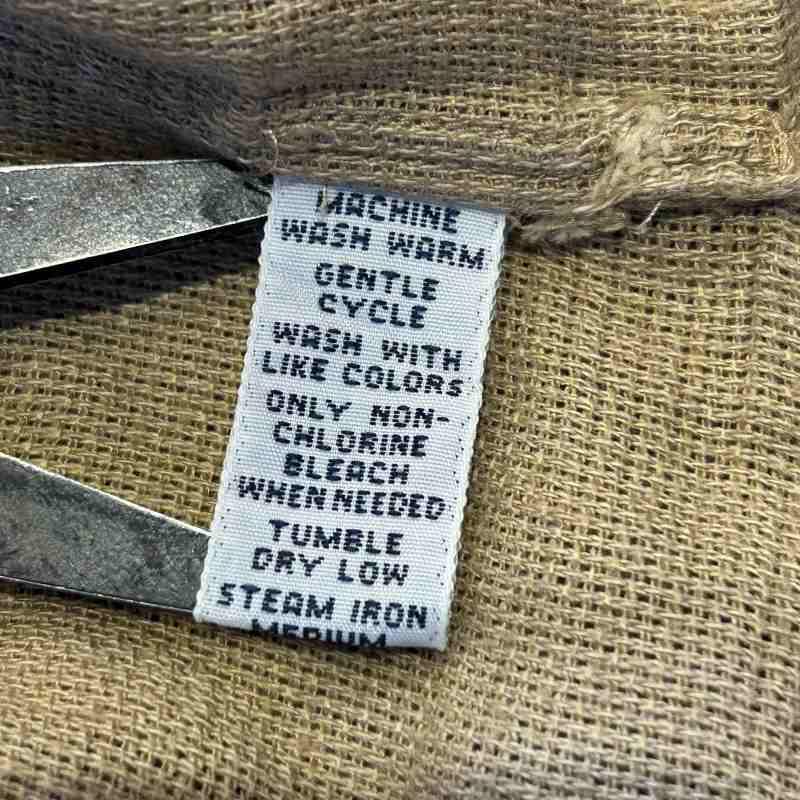 MACHINE
WASH WARM
GENTLE
CYCLE
WASH WITH
LIKE COLORS
ONLY NON-
CHLORINE
BLEACH
WHEN NEEDED
TUMBLE
DRY LOW
STEAM IRON
MEDIUM